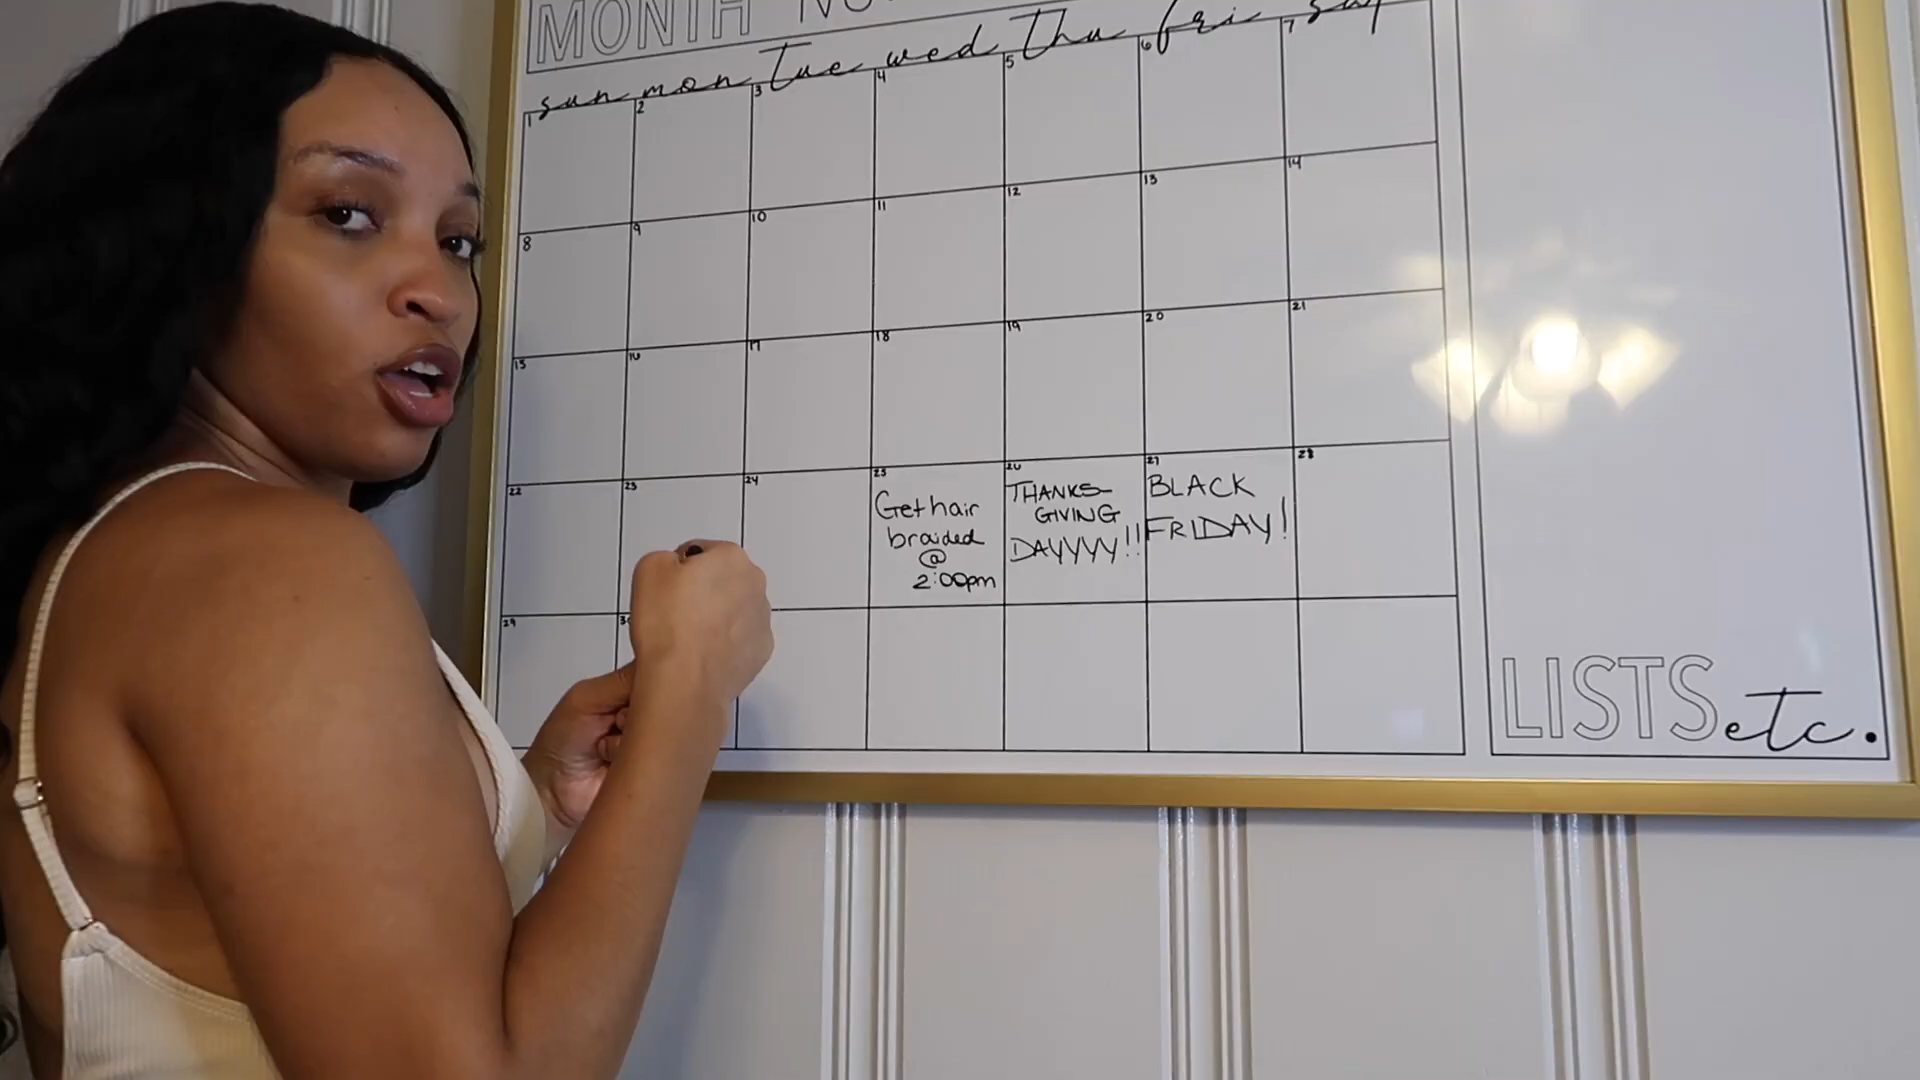 MONTH
sun mon Tue wed Thu fri sat
1 2 3 4 5 6 7
8 9 10 11 12 13 14
15 16 17 18 19 20 21
22 23 24 25 26 27 28
Get hair
braided
@
2:00pm
THANKS-
GIVING
DAYYYY!!
BLACK
FRIDAY!
29 30
LISTS etc.